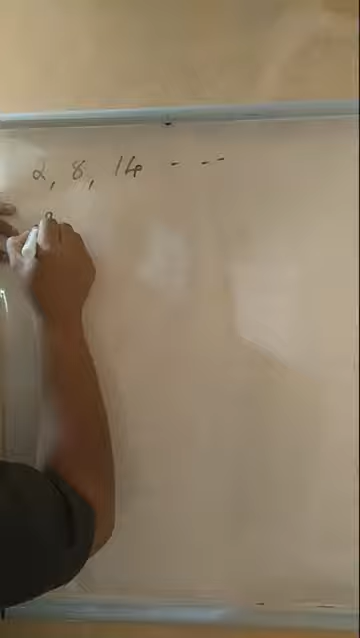 2, 8, 14 - - -